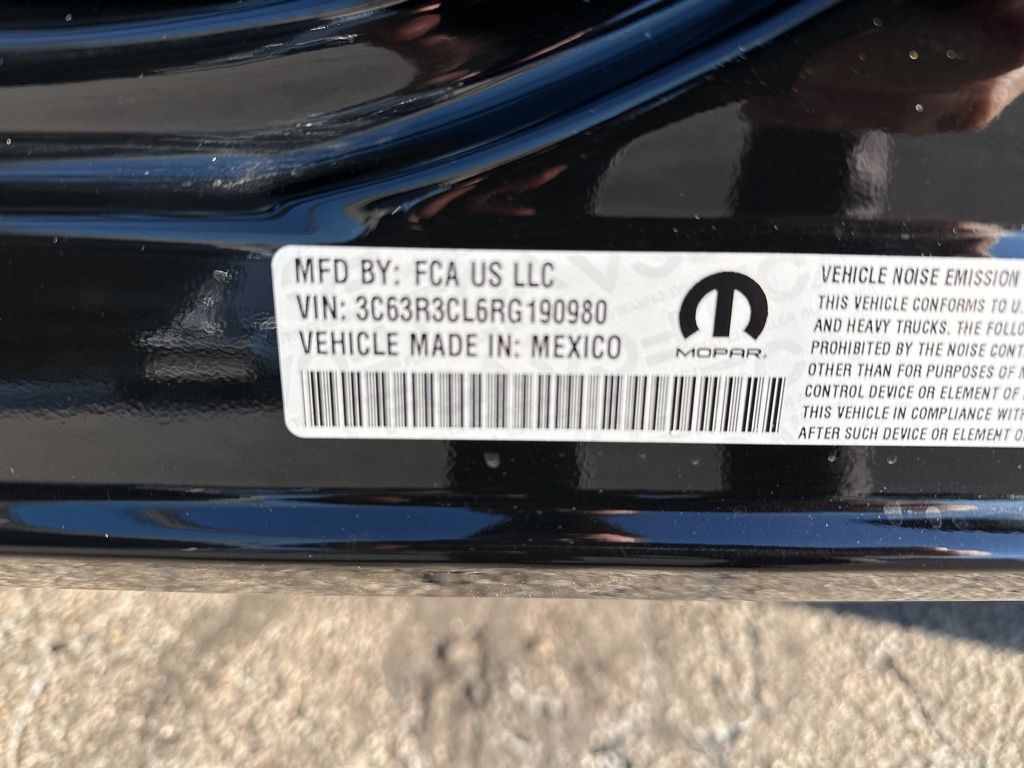 MFD BY: FCA US LLC
VIN: 3C63R3CL6RG190980
VEHICLE MADE IN: MEXICO
MOPAR®
VEHICLE NOISE EMISSION
THIS VEHICLE CONFORMS TO U.
AND HEAVY TRUCKS. THE FOLLO
PROHIBITED BY THE NOISE CONT
OTHER THAN FOR PURPOSES OF
CONTROL DEVICE OR ELEMENT OF
THIS VEHICLE IN COMPLIANCE WITH
AFTER SUCH DEVICE OR ELEMENT